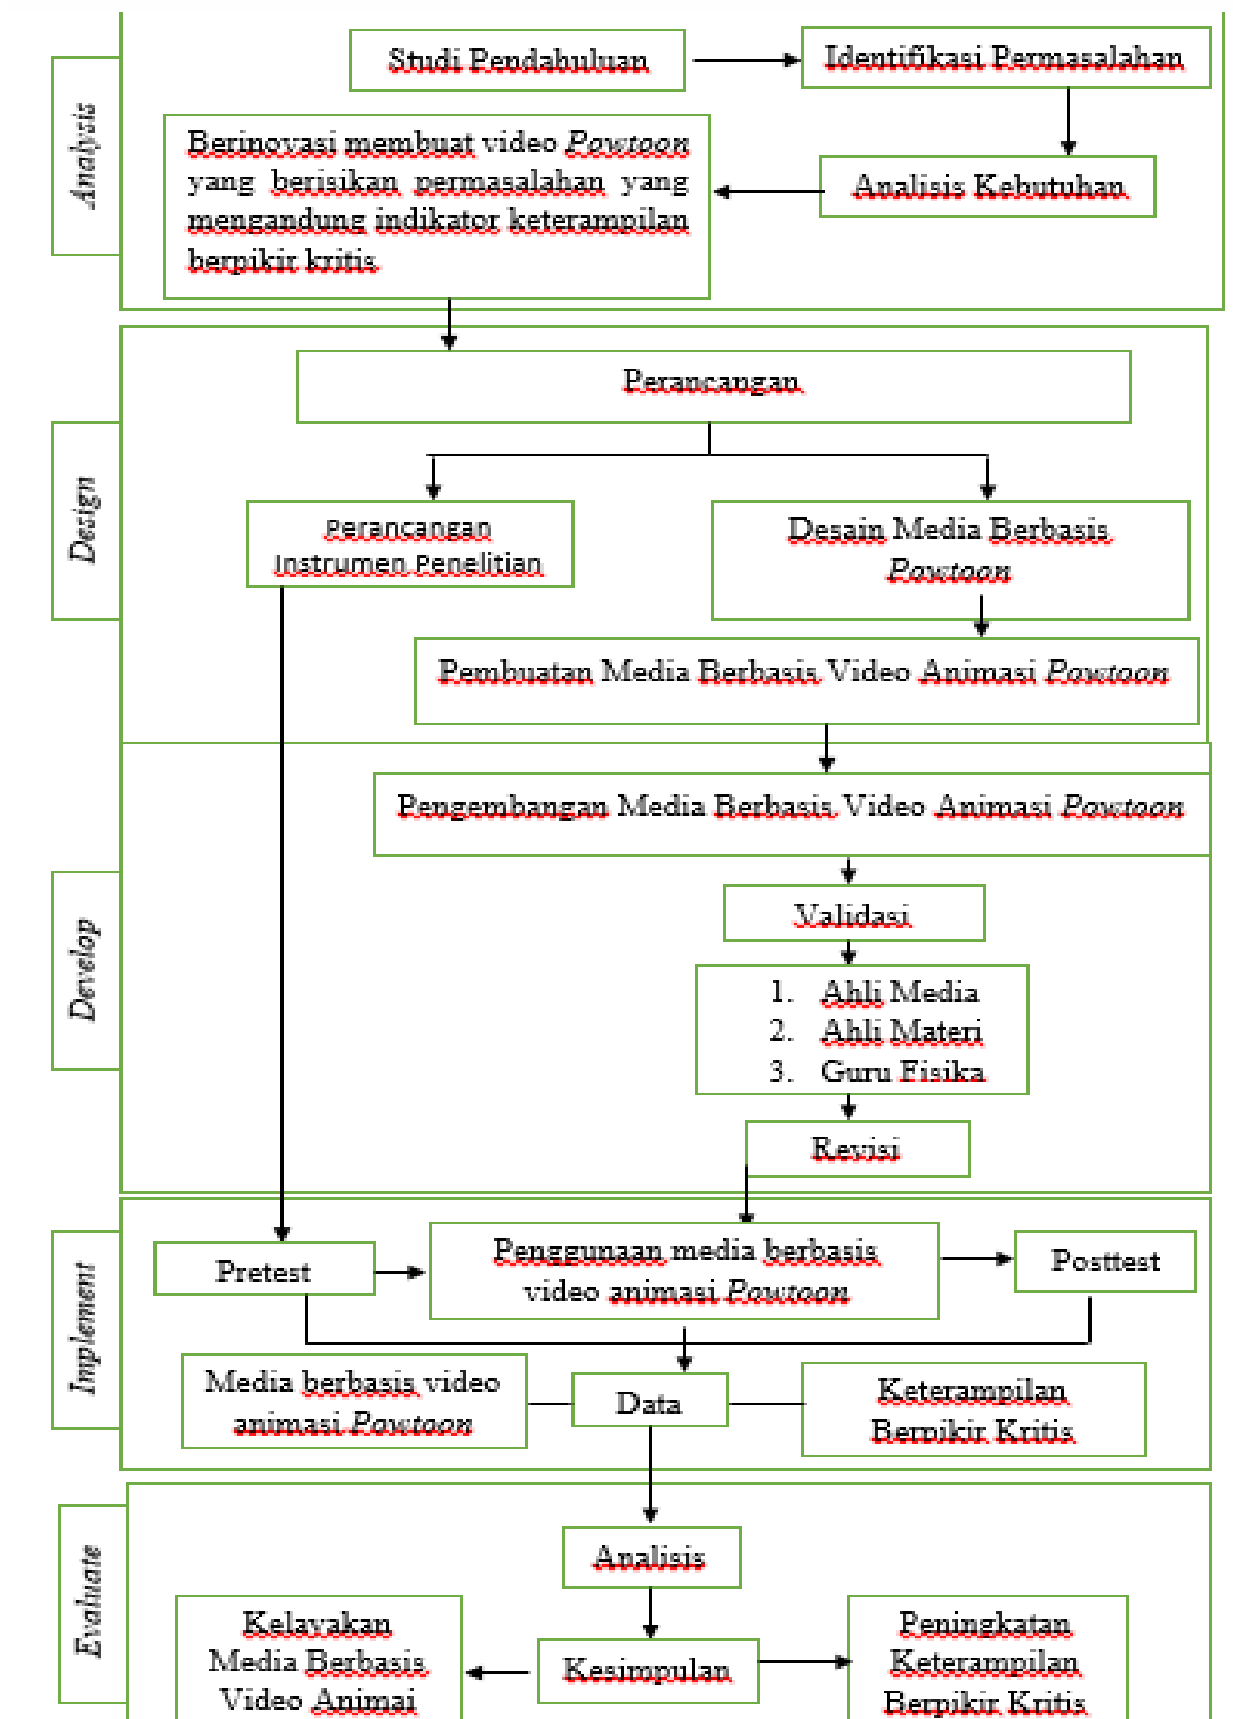 Analysis
Studi Pendahuluan
Identifikasi Permasalahan
Berinovasi membuat video Powtoon
yang berisikan permasalahan yang
mengandung indikator keterampilan
berpikir kritis
Analisis Kebutuhan
Design
Perancangan
Perancangan
Instrumen Penelitian
Desain Media Berbasis
Powtoon
Pembuatan Media Berbasis Video Animasi Powtoon
Develop
Pengembangan Media Berbasis Video Animasi Powtoon
Validasi
1. Ahli Media
2. Ahli Materi
3. Guru Fisika
Revisi
Implement
Pretest
Penggunaan media berbasis
video animasi Powtoon
Posttest
Media berbasis video
animasi Powtoon
Data
Keterampilan
Berpikir Kritis
Evaluate
Analisis
Kelayakan
Media Berbasis
Video Animai
Kesimpulan
Peningkatan
Keterampilan
Berpikir Kritis